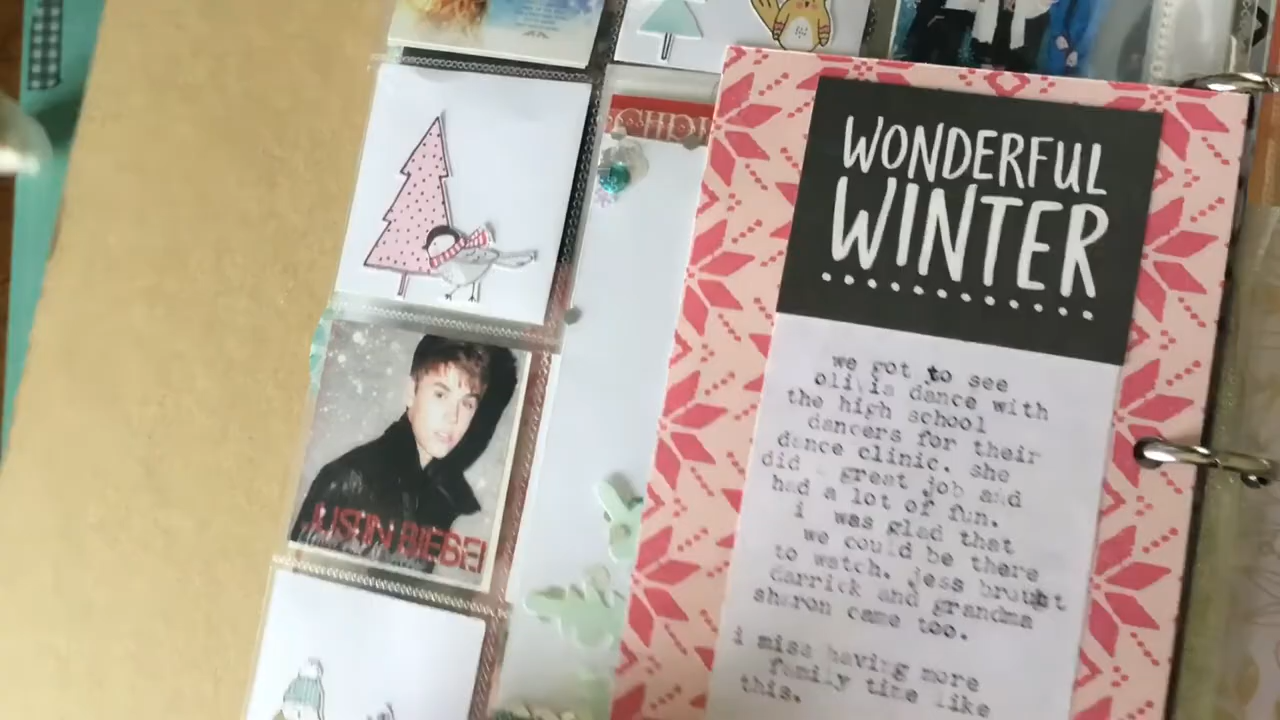 WONDERFUL
WINTER
we got to see
olivia dance with
the high school
dancers for their
dance clinic. she
did a great job and
had a lot of fun.
i was glad that
we could be there
to watch. jess brought
darrick and grandma
sharon came too.
i miss having more
family time like
this.
JUSTIN BIEBER